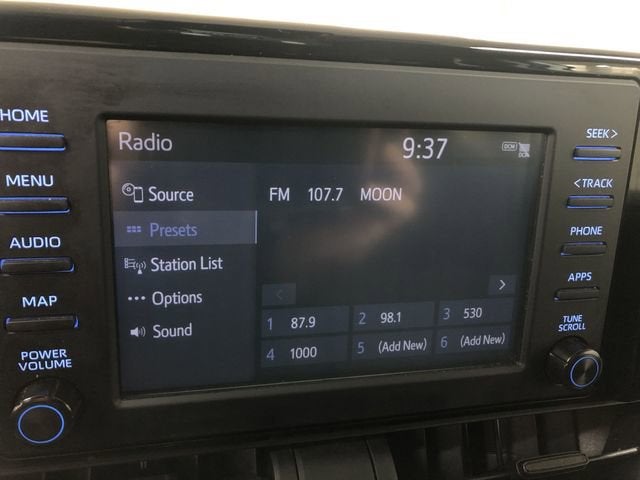 HOME
MENU
AUDIO
MAP
POWER
VOLUME
Radio
9:37
DCM
DCM
Source
Presets
Station List
Options
Sound
FM 107.7 MOON
<
>
1 87.9
2 98.1
3 530
4 1000
5 (Add New)
6 (Add New)
SEEK >
< TRACK
PHONE
APPS
TUNE
SCROLL